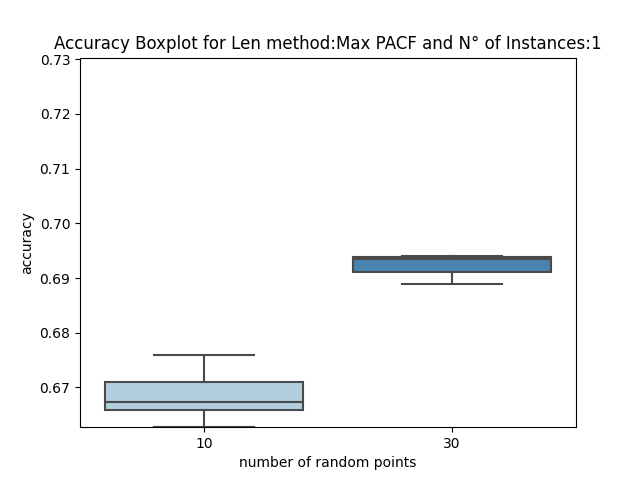 Accuracy Boxplot for Len method:Max PACF and N° of Instances:1
0.73
0.72
0.71
0.70
0.69
0.68
0.67
accuracy
10 30
number of random points